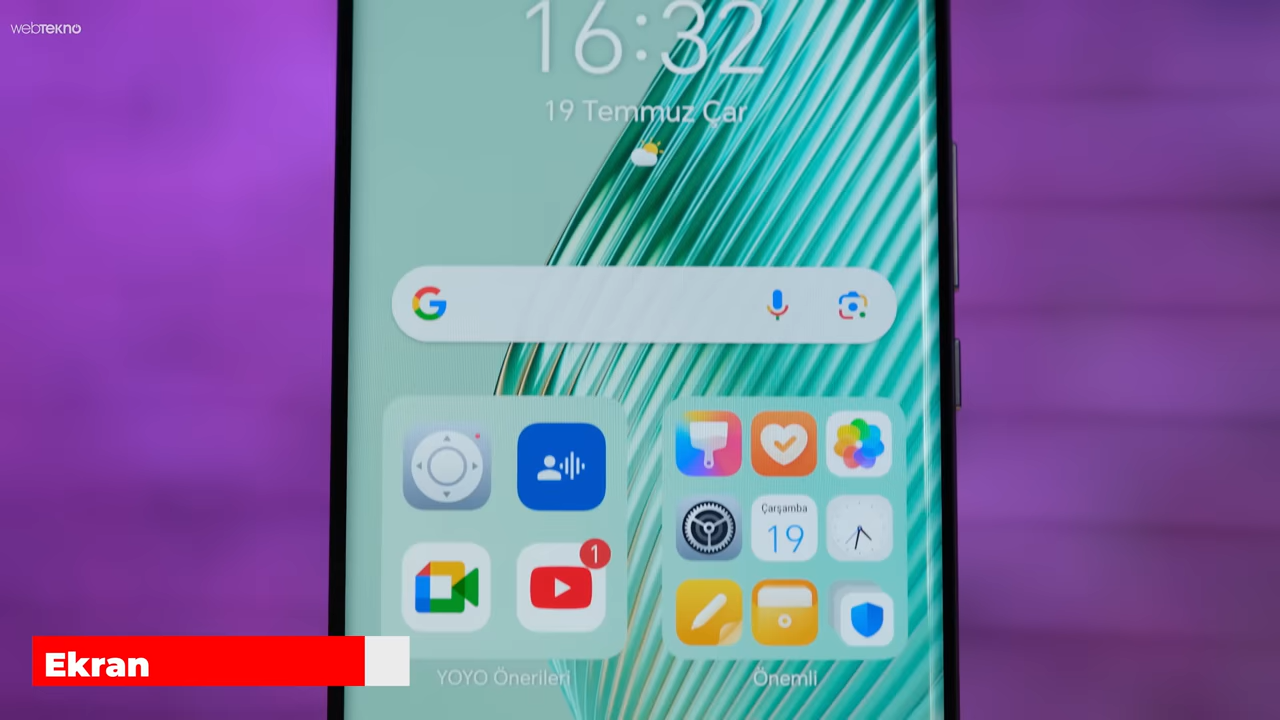 webtekno
16:32
19 Temmuz Çar
G
1
Çarşamba
19
YOYO Önerileri
Önemli
Ekran